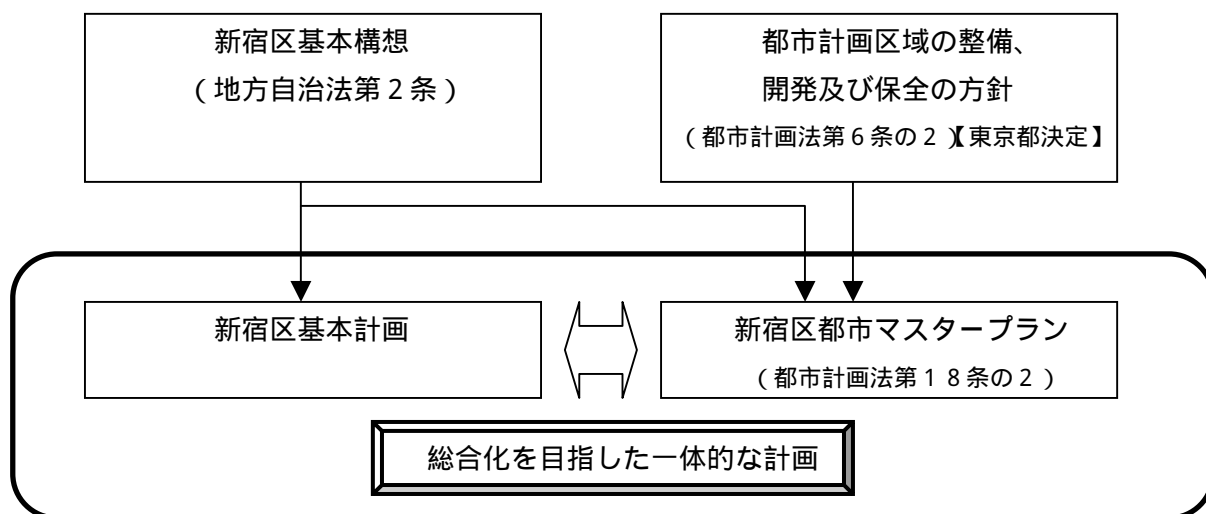 新宿区基本構想
（地方自治法第２条）
都市計画区域の整備、
開発及び保全の方針
（都市計画法第６条の２）【東京都決定】
新宿区基本計画
新宿区都市マスタープラン
（都市計画法第１８条の２）
総合化を目指した一体的な計画